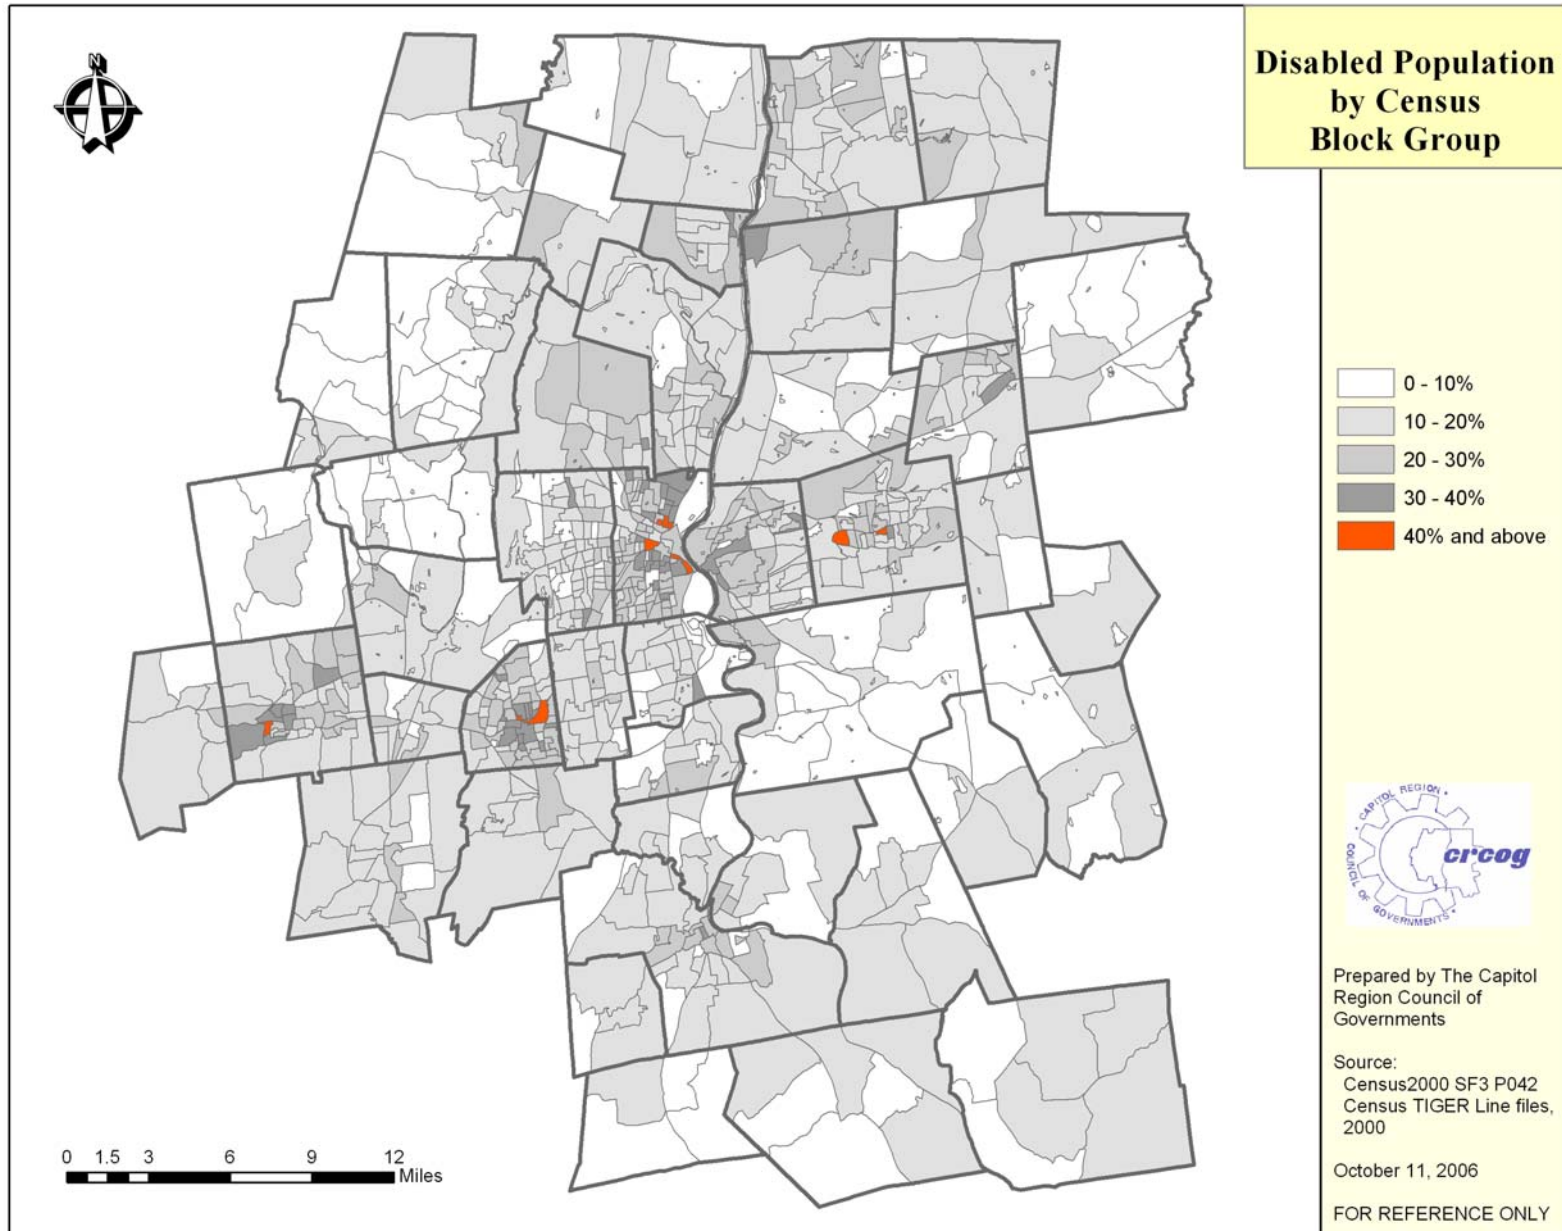 N
Disabled Population
by Census
Block Group
0 - 10%
10 - 20%
20 - 30%
30 - 40%
40% and above
CAPITOL REGION
COUNCIL OF GOVERNMENTS
crcog
Prepared by The Capitol
Region Council of
Governments
Source:
Census2000 SF3 P042
Census TIGER Line files,
2000
October 11, 2006
FOR REFERENCE ONLY
0 1.5 3 6 9 12
Miles